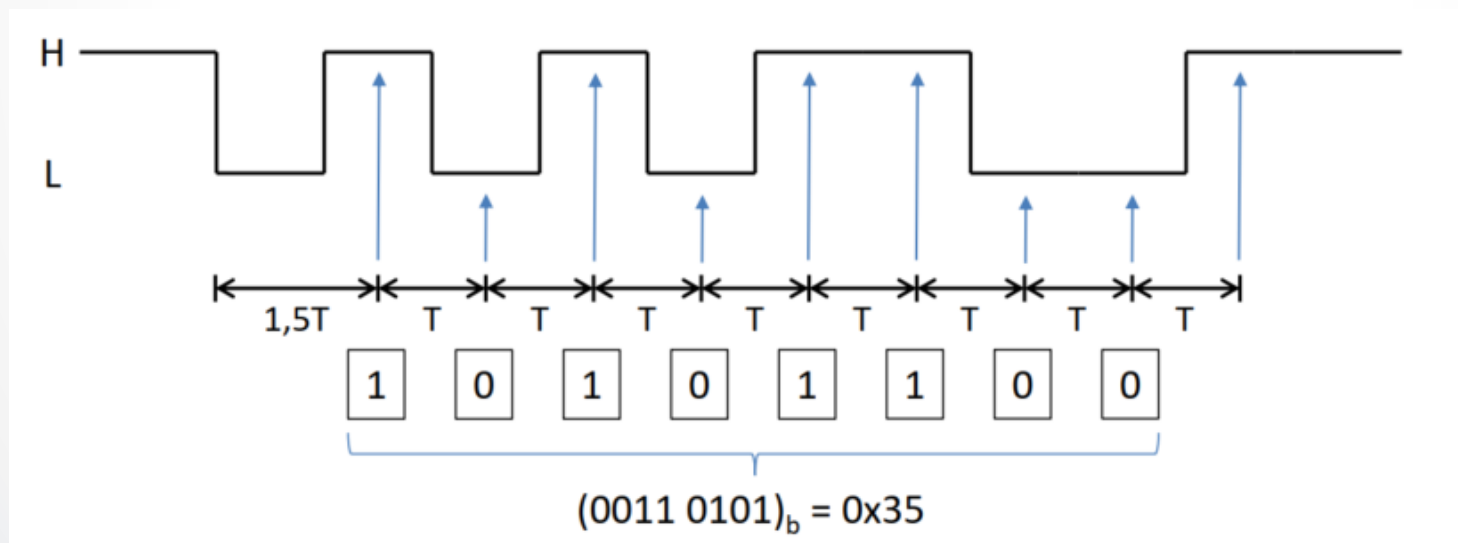 H
L
1,5T T T T T T T T T
1 0 1 0 1 1 0 0
(0011 0101)b = 0x35